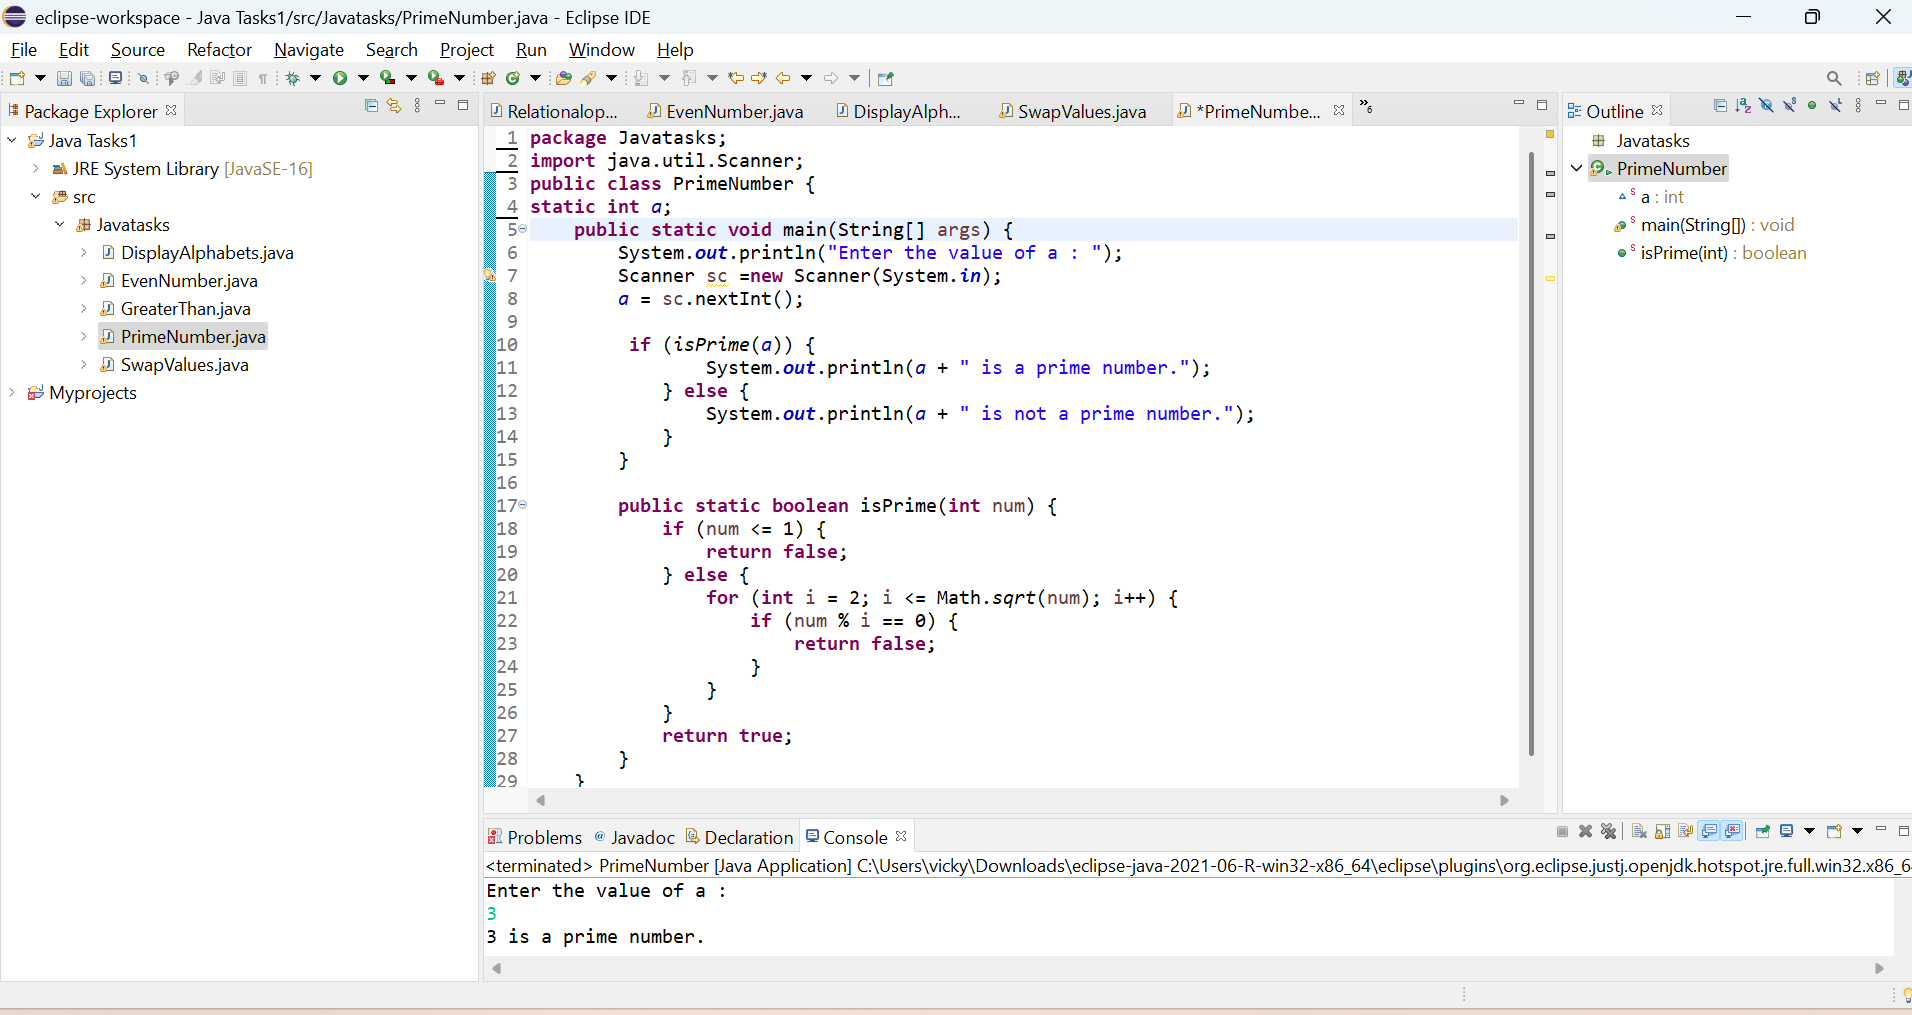 eclipse-workspace - Java Tasks1/src/Javatasks/PrimeNumber.java - Eclipse IDE
File Edit Source Refactor Navigate Search Project Run Window Help
Package Explorer
Java Tasks1
JRE System Library [JavaSE-16]
src
Javatasks
DisplayAlphabets.java
EvenNumber.java
GreaterThan.java
PrimeNumber.java
SwapValues.java
Myprojects
Relationalop... EvenNumber.java DisplayAlph... SwapValues.java *PrimeNumbe... »6
1 package Javatasks;
2 import java.util.Scanner;
3 public class PrimeNumber {
4 static int a;
5 public static void main(String[] args) {
6 System.out.println("Enter the value of a : ");
7 Scanner sc =new Scanner(System.in);
8 a = sc.nextInt();
9
10 if (isPrime(a)) {
11 System.out.println(a + " is a prime number.");
12 } else {
13 System.out.println(a + " is not a prime number.");
14 }
15 }
16
17 public static boolean isPrime(int num) {
18 if (num <= 1) {
19 return false;
20 } else {
21 for (int i = 2; i <= Math.sqrt(num); i++) {
22 if (num % i == 0) {
23 return false;
24 }
25 }
26 }
27 return true;
28 }
29 }
Outline
Javatasks
PrimeNumber
a : int
main(String[]) : void
isPrime(int) : boolean
Problems Javadoc Declaration Console
<terminated> PrimeNumber [Java Application] C:\Users\vicky\Downloads\eclipse-java-2021-06-R-win32-x86_64\eclipse\plugins\org.eclipse.justj.openjdk.hotspot.jre.full.win32.x86_6
Enter the value of a :
3
3 is a prime number.